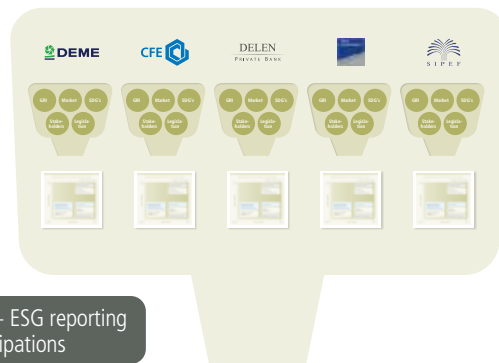 DEME
CFE
DELEN
PRIVATE BANK
SIPEF
GRI Market SDG's
Stake-
holders
Legisla-
tion
GRI Market SDG's
Stake-
holders
Legisla-
tion
GRI Market SDG's
Stake-
holders
Legisla-
tion
GRI Market SDG's
Stake-
holders
Legisla-
tion
GRI Market SDG's
Stake-
holders
Legisla-
tion
- ESG reporting